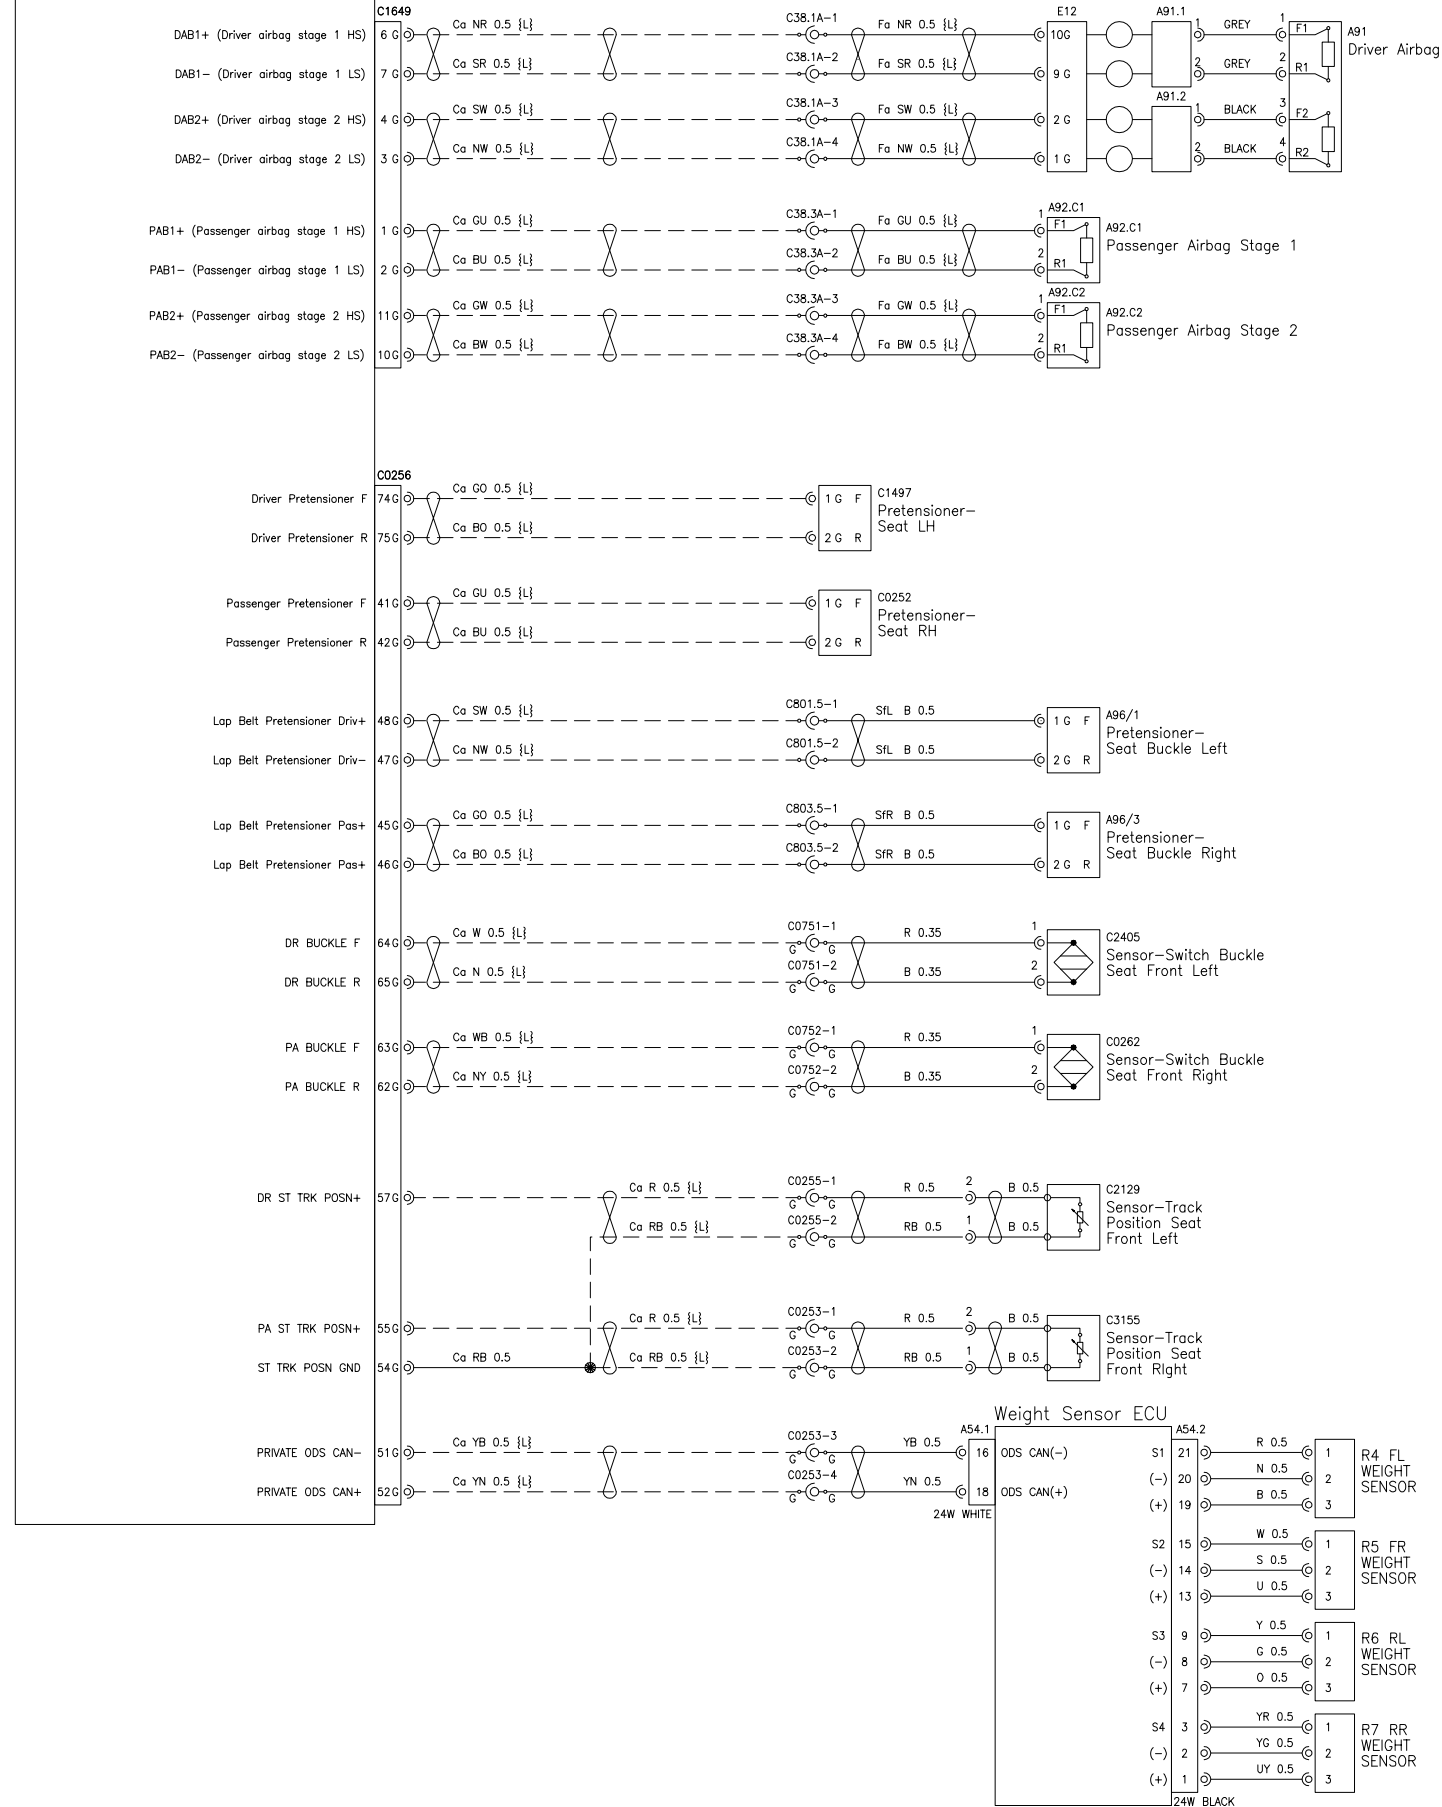 C1649
C38.1A-1
E12
A91.1
DAB1+ (Driver airbag stage 1 HS) 6 G Ca NR 0.5 {L} Fa NR 0.5 {L} 10G 1 GREY 1 F1 A91
Driver Airbag
DAB1- (Driver airbag stage 1 LS) 7 G Ca SR 0.5 {L} C38.1A-2 Fa SR 0.5 {L} 9 G 2 GREY 2 R1
A91.2
DAB2+ (Driver airbag stage 2 HS) 4 G Ca SW 0.5 {L} C38.1A-3 Fa SW 0.5 {L} 2 G 1 BLACK 3 F2
DAB2- (Driver airbag stage 2 LS) 3 G Ca NW 0.5 {L} C38.1A-4 Fa NW 0.5 {L} 1 G 2 BLACK 4 R2
A92.C1
PAB1+ (Passenger airbag stage 1 HS) 1 G Ca GU 0.5 {L} C38.3A-1 Fa GU 0.5 {L} 1 F1 A92.C1
Passenger Airbag Stage 1
PAB1- (Passenger airbag stage 1 LS) 2 G Ca BU 0.5 {L} C38.3A-2 Fa BU 0.5 {L} 2 R1
A92.C2
PAB2+ (Passenger airbag stage 2 HS) 11G Ca GW 0.5 {L} C38.3A-3 Fa GW 0.5 {L} 1 F1 A92.C2
Passenger Airbag Stage 2
PAB2- (Passenger airbag stage 2 LS) 10G Ca BW 0.5 {L} C38.3A-4 Fa BW 0.5 {L} 2 R1
C0256
Driver Pretensioner F 74G Ca GO 0.5 {L} 1 G F C1497
Pretensioner-
Seat LH
Driver Pretensioner R 75G Ca BO 0.5 {L} 2 G R
Passenger Pretensioner F 41G Ca GU 0.5 {L} 1 G F C0252
Pretensioner-
Seat RH
Passenger Pretensioner R 42G Ca BU 0.5 {L} 2 G R
Lap Belt Pretensioner Driv+ 48G Ca SW 0.5 {L} C801.5-1 SfL B 0.5 1 G F A96/1
Pretensioner-
Seat Buckle Left
Lap Belt Pretensioner Driv- 47G Ca NW 0.5 {L} C801.5-2 SfL B 0.5 2 G R
Lap Belt Pretensioner Pas+ 45G Ca GO 0.5 {L} C803.5-1 SfR B 0.5 1 G F A96/3
Pretensioner-
Seat Buckle Right
Lap Belt Pretensioner Pas+ 46G Ca BO 0.5 {L} C803.5-2 SfR B 0.5 2 G R
DR BUCKLE F 64G Ca W 0.5 {L} C0751-1 G G R 0.35 1 C2405
Sensor-Switch Buckle
Seat Front Left
DR BUCKLE R 65G Ca N 0.5 {L} C0751-2 G G B 0.35 2
PA BUCKLE F 63G Ca WB 0.5 {L} C0752-1 G G R 0.35 1 C0262
Sensor-Switch Buckle
Seat Front Right
PA BUCKLE R 62G Ca NY 0.5 {L} C0752-2 G G B 0.35 2
DR ST TRK POSN+ 57G Ca R 0.5 {L} C0255-1 G G R 0.5 2 B 0.5 C2129
Sensor-Track
Position Seat
Front Left
Ca RB 0.5 {L} C0255-2 G G RB 0.5 1 B 0.5
PA ST TRK POSN+ 55G Ca R 0.5 {L} C0253-1 G G R 0.5 2 B 0.5 C3155
Sensor-Track
Position Seat
Front RIght
ST TRK POSN GND 54G Ca RB 0.5 Ca RB 0.5 {L} C0253-2 G G RB 0.5 1 B 0.5
Weight Sensor ECU
A54.1 A54.2
PRIVATE ODS CAN- 51G Ca YB 0.5 {L} C0253-3 G G YB 0.5 16 ODS CAN(-) S1 21 R 0.5 1 R4 FL
WEIGHT
SENSOR
(-) 20 N 0.5 2
PRIVATE ODS CAN+ 52G Ca YN 0.5 {L} C0253-4 G G YN 0.5 18 ODS CAN(+)
(+) 19 B 0.5 3
24W WHITE
S2 15 W 0.5 1 R5 FR
WEIGHT
SENSOR
(-) 14 S 0.5 2
(+) 13 U 0.5 3
S3 9 Y 0.5 1 R6 RL
WEIGHT
SENSOR
(-) 8 G 0.5 2
(+) 7 O 0.5 3
S4 3 YR 0.5 1 R7 RR
WEIGHT
SENSOR
(-) 2 YG 0.5 2
(+) 1 UY 0.5 3
24W BLACK